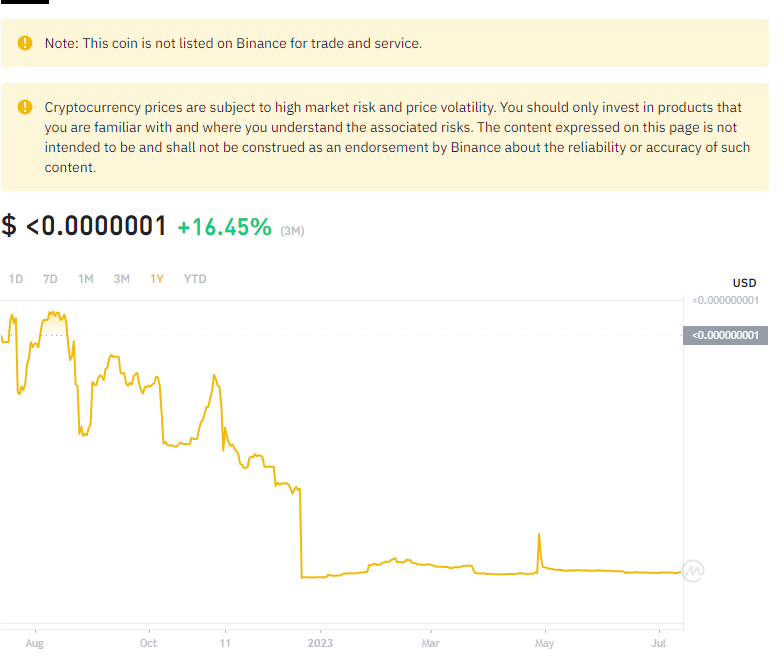 Note: This coin is not listed on Binance for trade and service.
Cryptocurrency prices are subject to high market risk and price volatility. You should only invest in products that
you are familiar with and where you understand the associated risks. The content expressed on this page is not
intended to be and shall not be construed as an endorsement by Binance about the reliability or accuracy of such
content.
$ <0.0000001 +16.45% (3M)
1D 7D 1M 3M 1Y YTD
USD
<0.000000001
<0.000000001
Aug Oct 11 2023 Mar May Jul